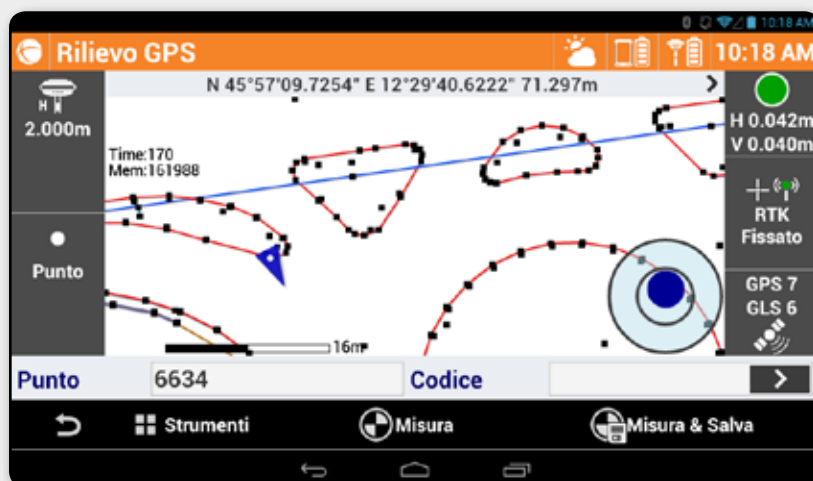 10:18 AM
Rilievo GPS
10:18 AM
N 45°57'09.7254" E 12°29'40.6222" 71.297m
H
2.000m
H 0.042m
V 0.040m
Time:170
Mem:161988
RTK
Fissato
Punto
GPS 7
GLS 6
16m
Punto
6634
Codice
Strumenti
Misura
Misura & Salva